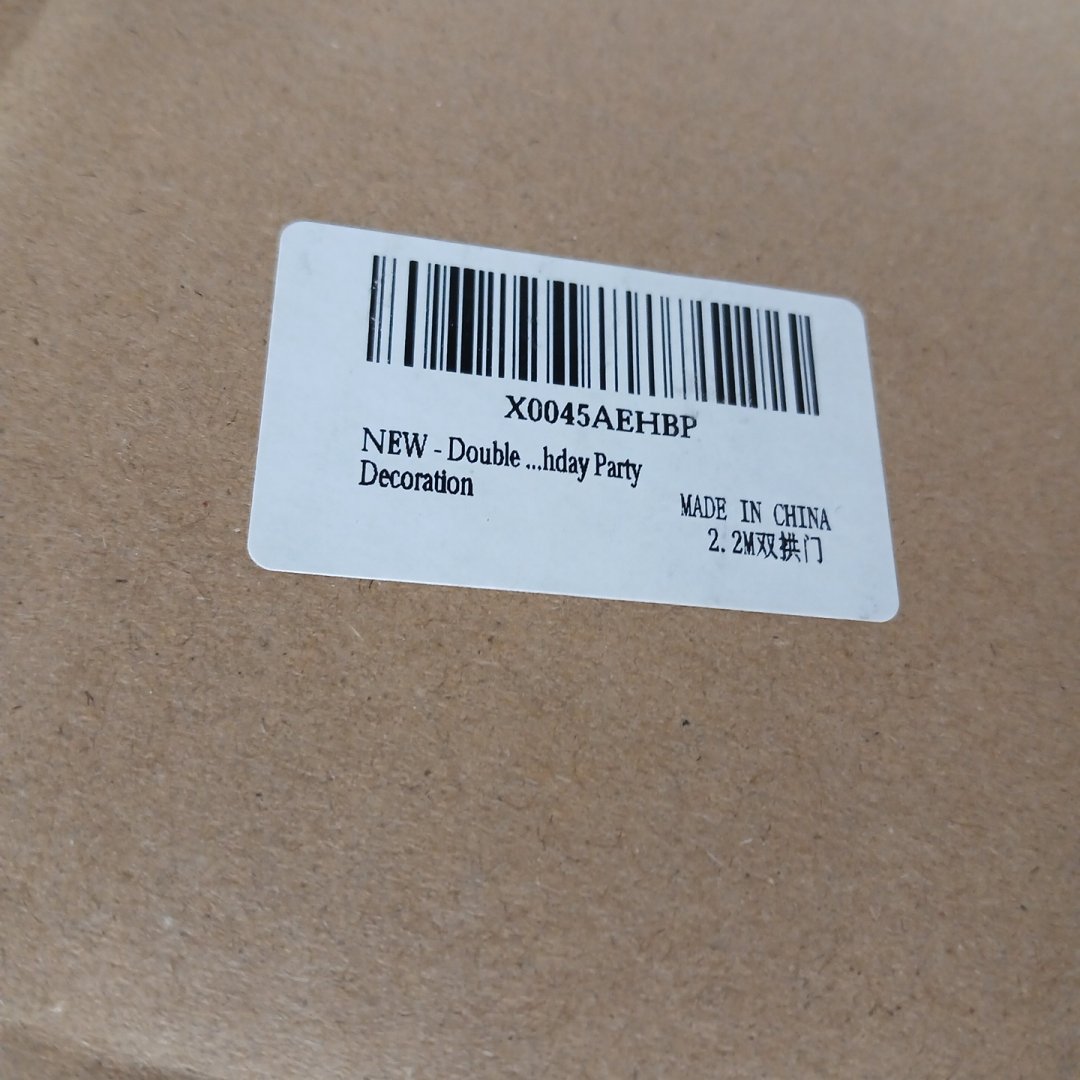 X0045AEHBP
NEW - Double ...hday Party
Decoration
MADE IN CHINA
2.2M双拱门